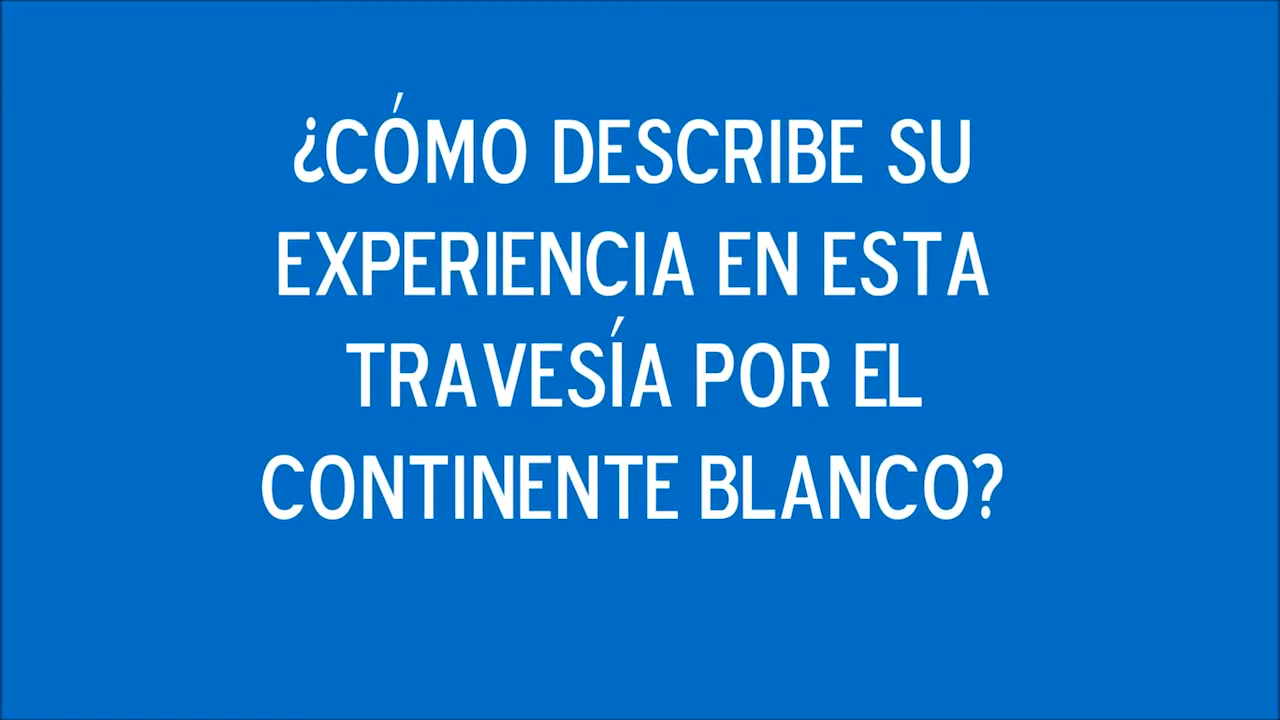 ¿CÓMO DESCRIBE SU
EXPERIENCIA EN ESTA
TRAVESÍA POR EL
CONTINENTE BLANCO?